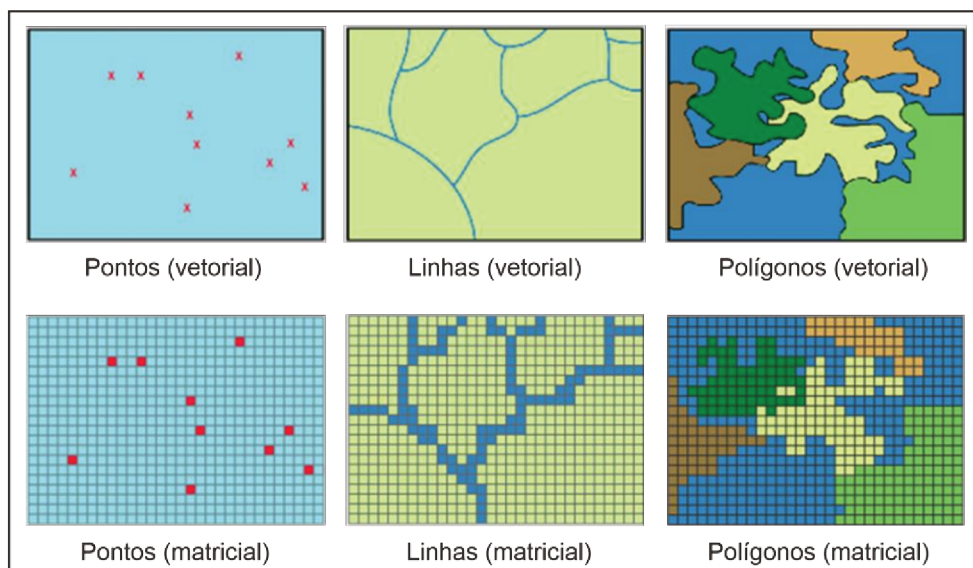 Pontos (vetorial)
Linhas (vetorial)
Polígonos (vetorial)
Pontos (matricial)
Linhas (matricial)
Polígonos (matricial)